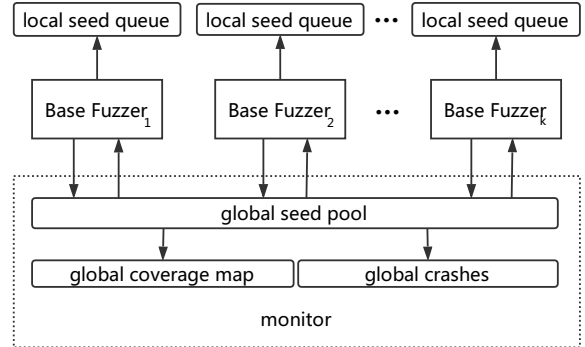 local seed queue local seed queue ... local seed queue
Base Fuzzer1 Base Fuzzer2 ... Base Fuzzerk
global seed pool
global coverage map global crashes
monitor